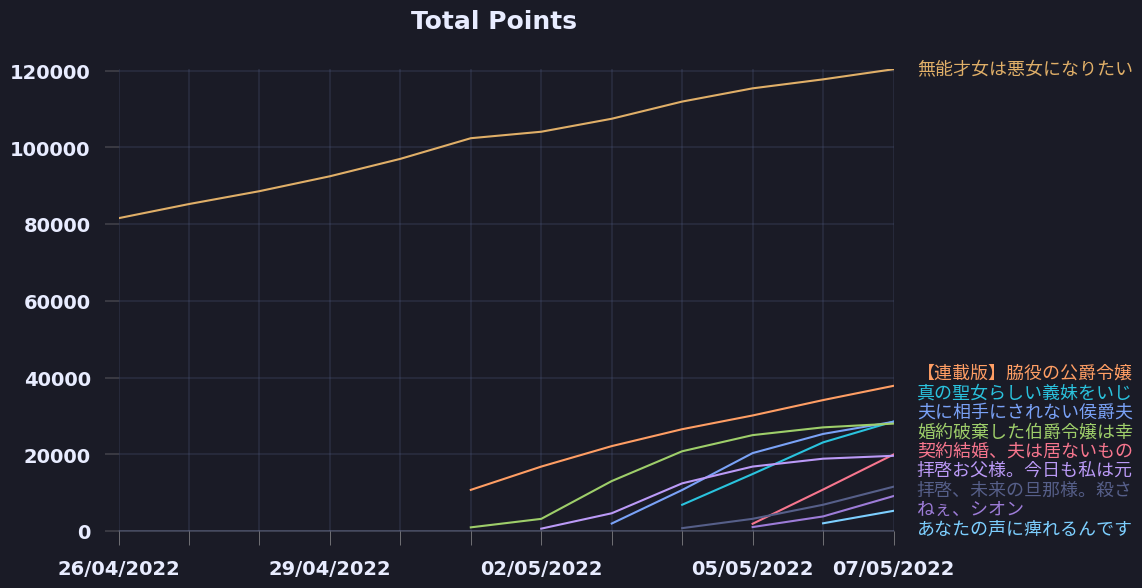 Total Points
120000
100000
80000
60000
40000
20000
0
26/04/2022
29/04/2022
02/05/2022
05/05/2022
07/05/2022
無能才女は悪女になりたい
【連載版】脇役の公爵令嬢
真の聖女らしい義妹をいじ
夫に相手にされない侯爵夫
婚約破棄した伯爵令嬢は幸
契約結婚、夫は居ないもの
拝啓お父様。今日も私は元
拝啓、未来の旦那様。殺さ
ねぇ、シオン
あなたの声に痺れるんです